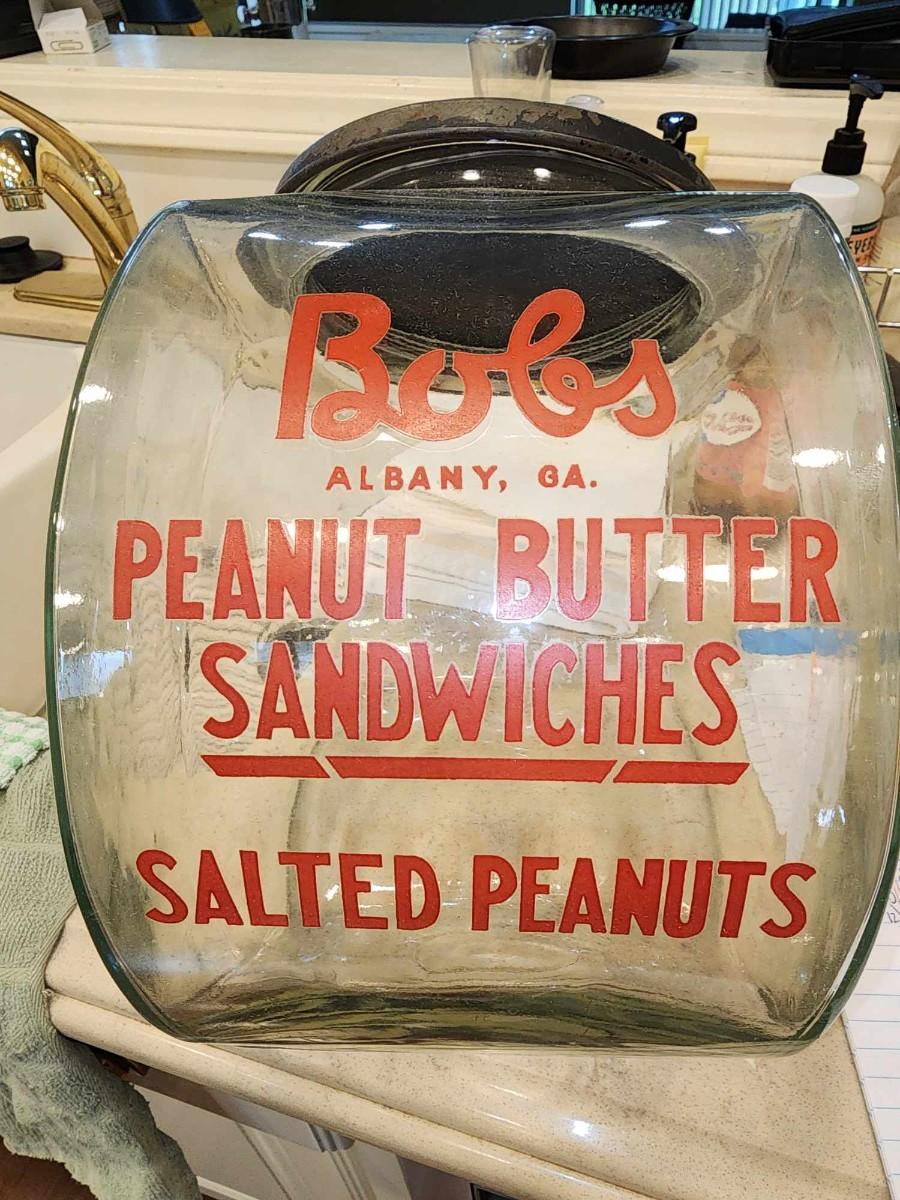 Bobs
ALBANY, GA.
PEANUT BUTTER
SANDWICHES
SALTED PEANUTS